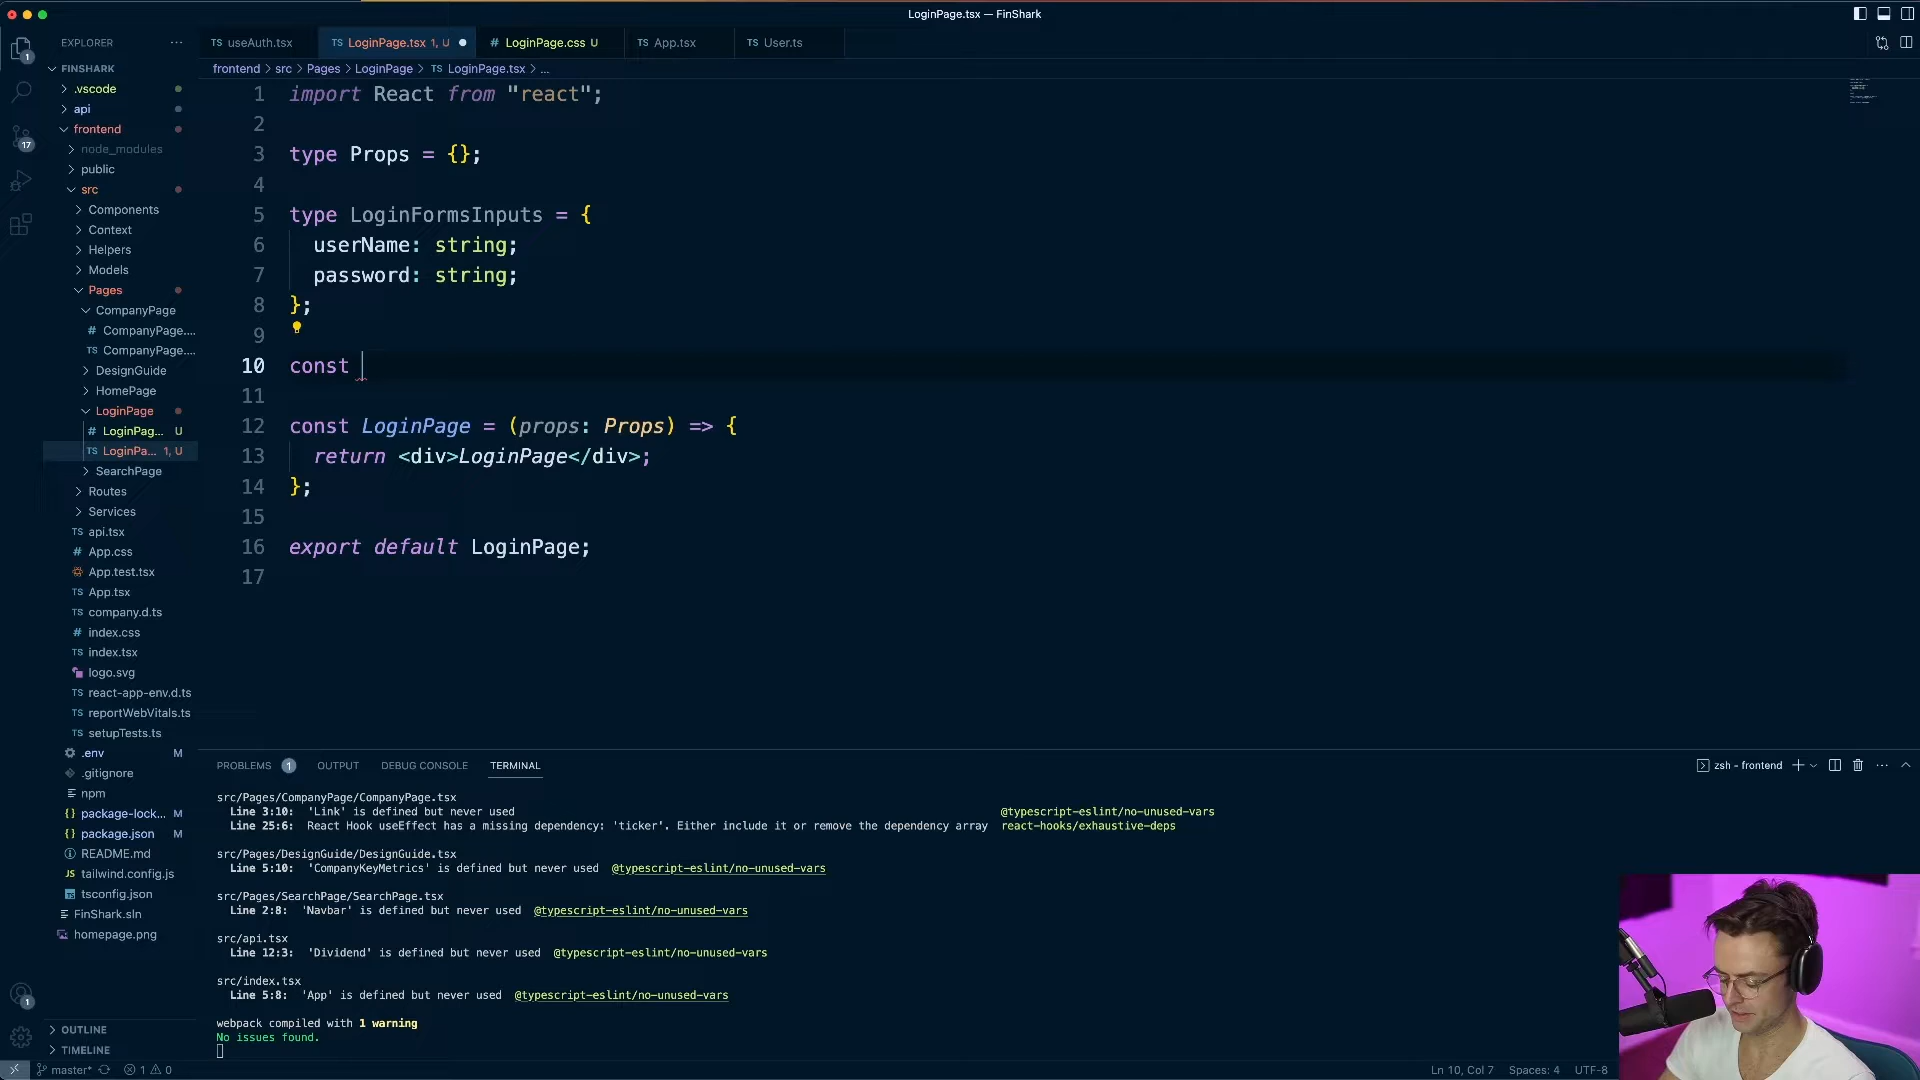 LoginPage.tsx — FinShark
EXPLORER
useAuth.tsx
LoginPage.tsx 1, U
LoginPage.css U
App.tsx
User.ts
FINSHARK
frontend > src > Pages > LoginPage > TS LoginPage.tsx > ...
.vscode
api
frontend
node_modules
public
src
Components
Context
Helpers
Models
Pages
CompanyPage
CompanyPage....
CompanyPage....
DesignGuide
HomePage
LoginPage
LoginPag... U
LoginPa... 1, U
SearchPage
Routes
Services
api.tsx
App.css
App.test.tsx
App.tsx
company.d.ts
index.css
index.tsx
logo.svg
react-app-env.d.ts
reportWebVitals.ts
setupTests.ts
.env M
.gitignore
npm
package-lock... M
package.json M
README.md
tailwind.config.js
tsconfig.json
FinShark.sln
homepage.png
OUTLINE
TIMELINE
1 import React from "react";
2
3 type Props = {};
4
5 type LoginFormsInputs = {
6 userName: string;
7 password: string;
8 };
9
10 const
11
12 const LoginPage = (props: Props) => {
13 return <div>LoginPage</div>;
14 };
15
16 export default LoginPage;
17
PROBLEMS 1 OUTPUT DEBUG CONSOLE TERMINAL
zsh - frontend
src/Pages/CompanyPage/CompanyPage.tsx
Line 3:10: 'Link' is defined but never used @typescript-eslint/no-unused-vars
Line 25:6: React Hook useEffect has a missing dependency: 'ticker'. Either include it or remove the dependency array react-hooks/exhaustive-deps
src/Pages/DesignGuide/DesignGuide.tsx
Line 5:10: 'CompanyKeyMetrics' is defined but never used @typescript-eslint/no-unused-vars
src/Pages/SearchPage/SearchPage.tsx
Line 2:8: 'Navbar' is defined but never used @typescript-eslint/no-unused-vars
src/api.tsx
Line 12:3: 'Dividend' is defined but never used @typescript-eslint/no-unused-vars
src/index.tsx
Line 5:8: 'App' is defined but never used @typescript-eslint/no-unused-vars
webpack compiled with 1 warning
No issues found.
1
17
1
master* 1 0
Ln 10, Col 7 Spaces: 4 UTF-8